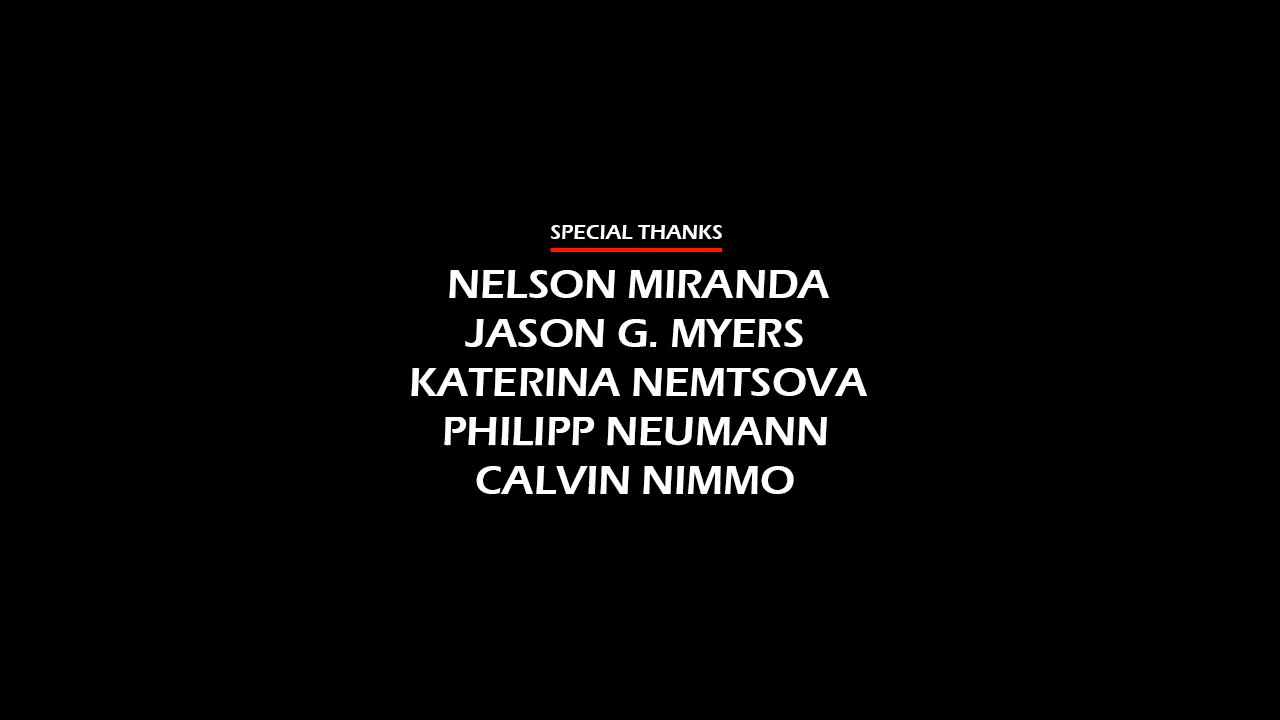 SPECIAL THANKS
NELSON MIRANDA
JASON G. MYERS
KATERINA NEMTSOVA
PHILIPP NEUMANN
CALVIN NIMMO